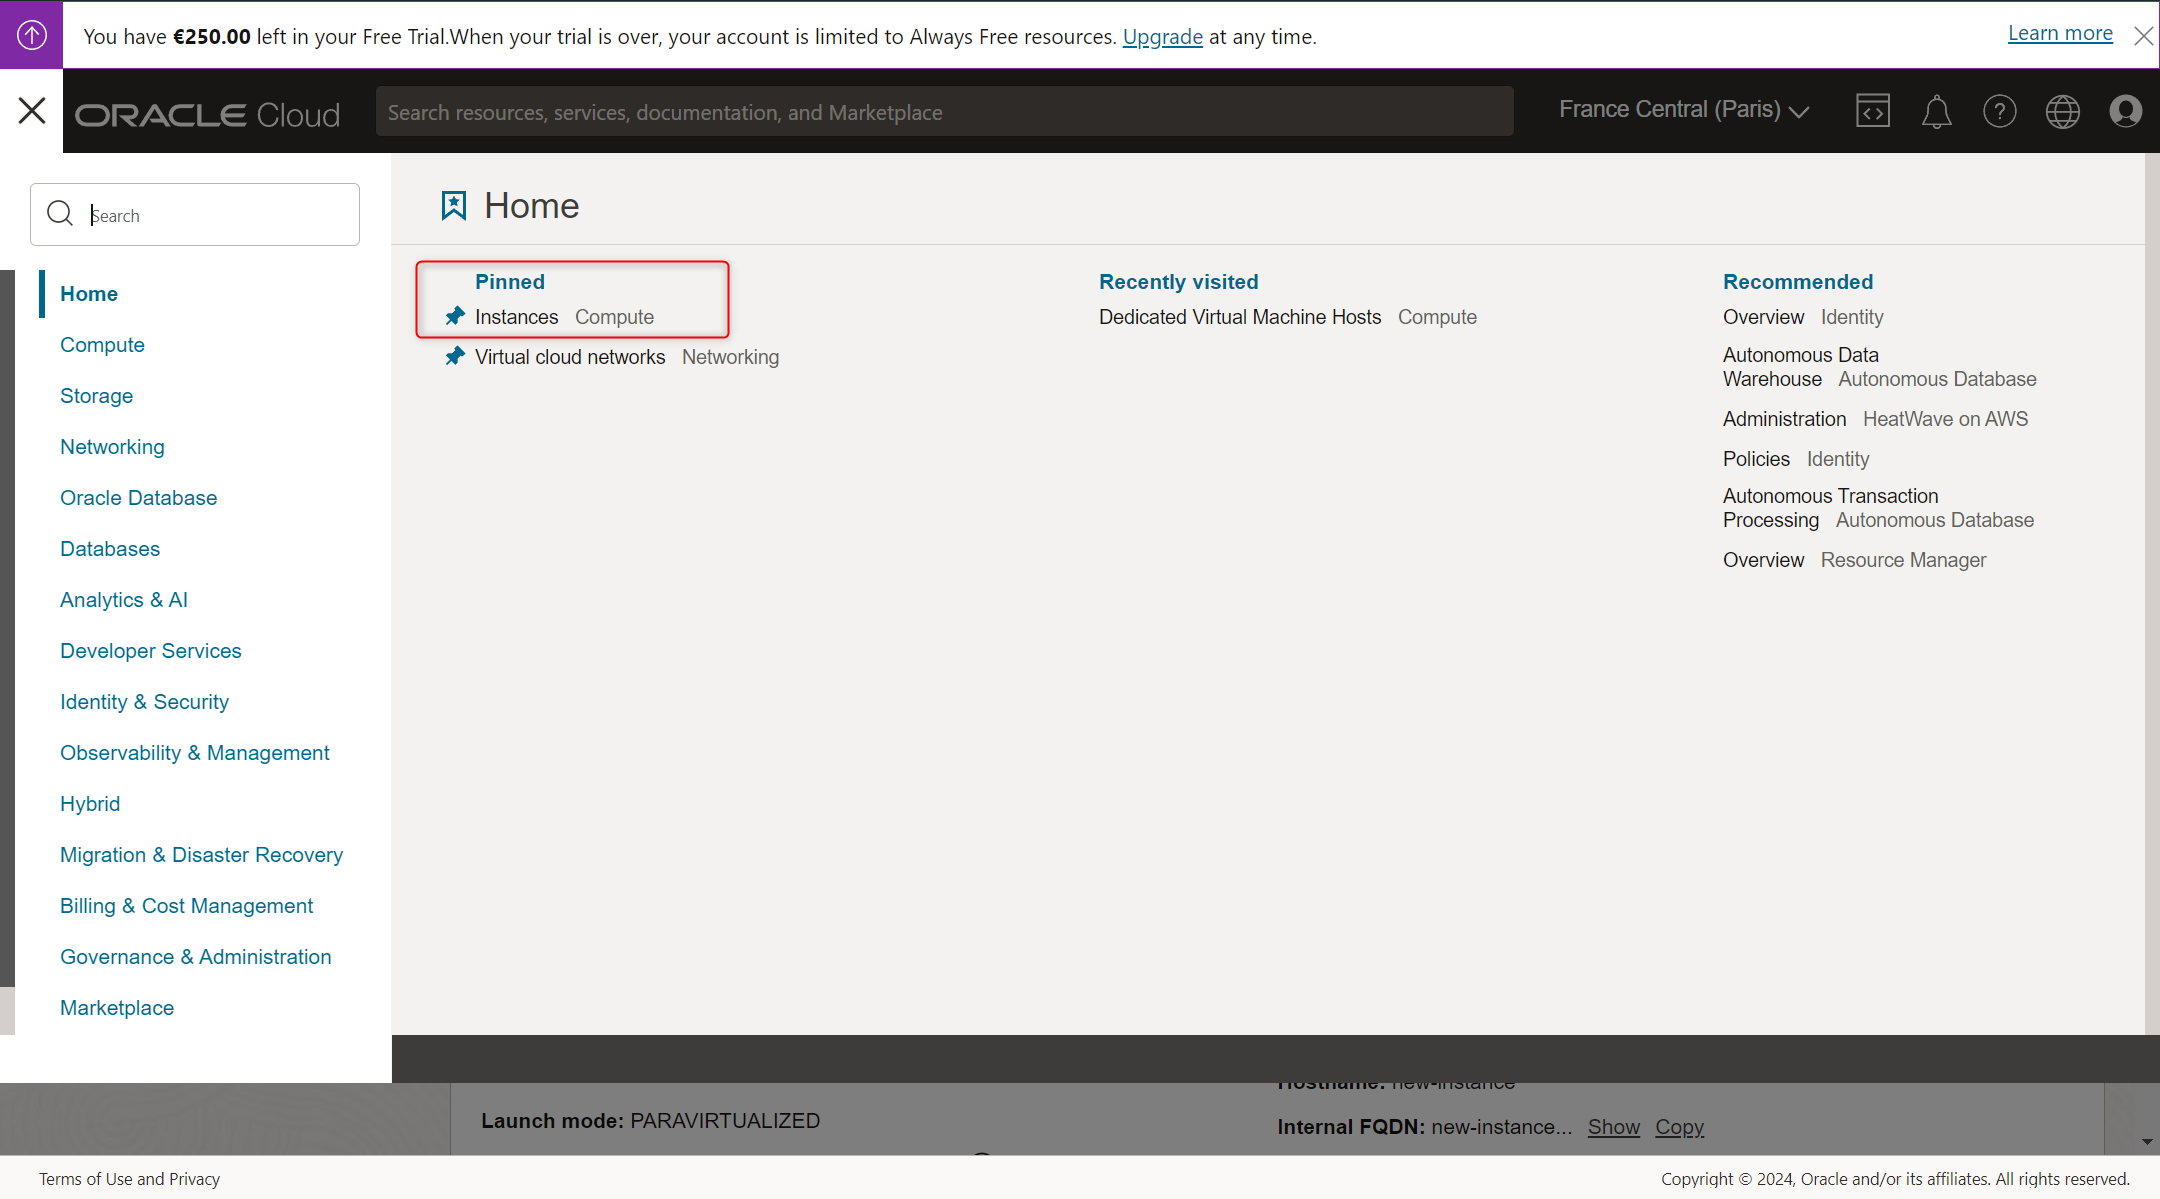 You have €250.00 left in your Free Trial.When your trial is over, your account is limited to Always Free resources. Upgrade at any time.
Learn more
ORACLE Cloud
Search resources, services, documentation, and Marketplace
France Central (Paris)
Search
Home
Compute
Storage
Networking
Oracle Database
Databases
Analytics & AI
Developer Services
Identity & Security
Observability & Management
Hybrid
Migration & Disaster Recovery
Billing & Cost Management
Governance & Administration
Marketplace
Home
Pinned
Instances Compute
Virtual cloud networks Networking
Recently visited
Dedicated Virtual Machine Hosts Compute
Recommended
Overview Identity
Autonomous Data
Warehouse Autonomous Database
Administration HeatWave on AWS
Policies Identity
Autonomous Transaction
Processing Autonomous Database
Overview Resource Manager
Launch mode: PARAVIRTUALIZED
Hostname: new-instance
Internal FQDN: new-instance... Show Copy
Terms of Use and Privacy
Copyright © 2024, Oracle and/or its affiliates. All rights reserved.